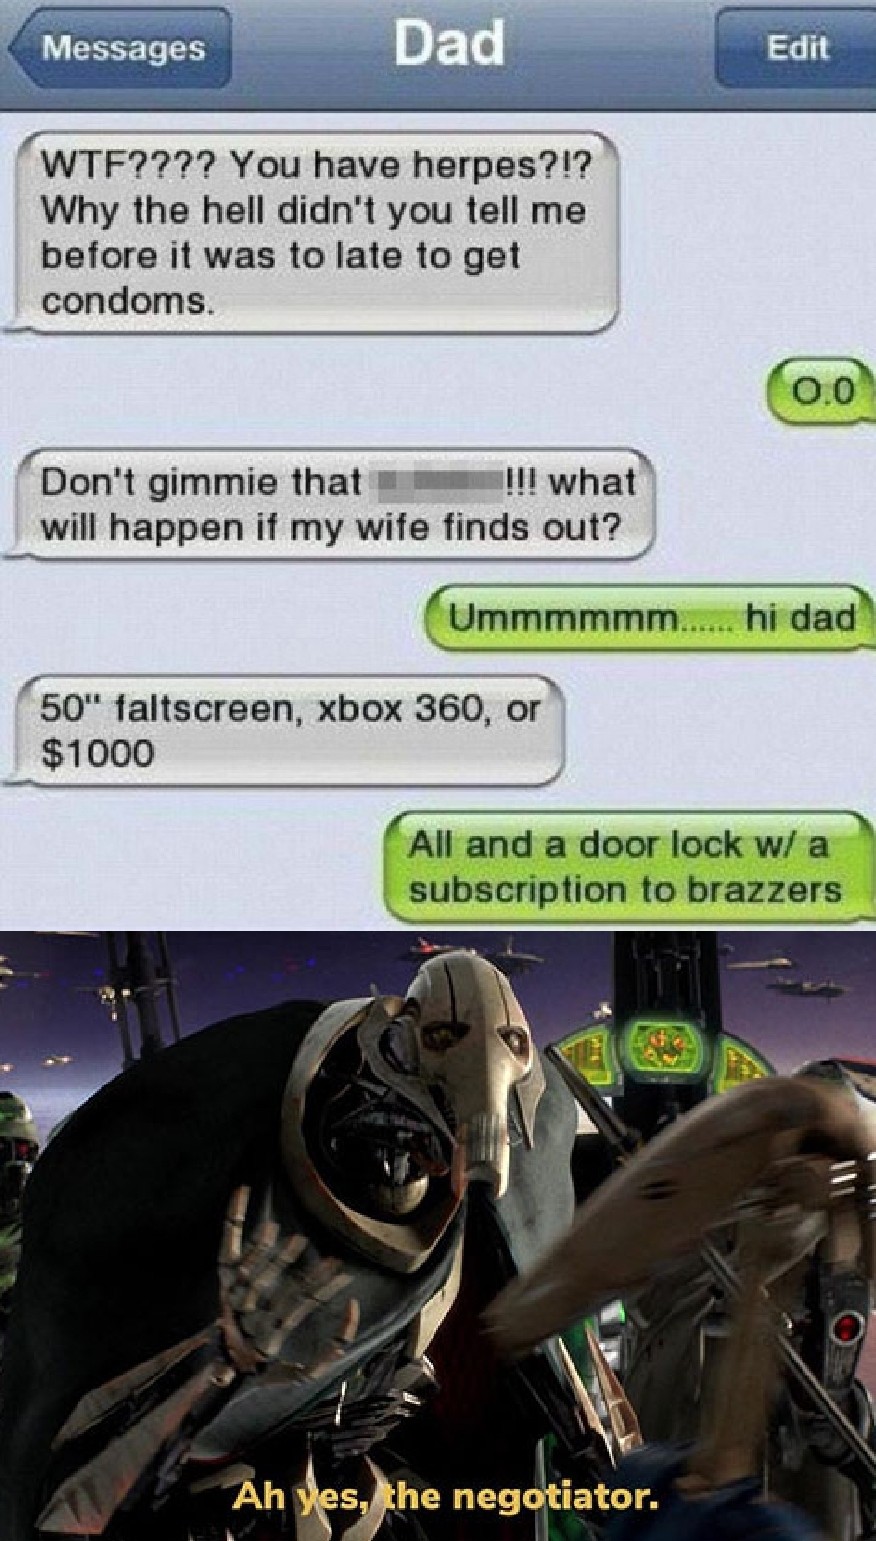 Messages
Dad
Edit
WTF???? You have herpes?!?
Why the hell didn't you tell me
before it was to late to get
condoms.
O.0
Don't gimmie that !!! what
will happen if my wife finds out?
Ummmmmm...... hi dad
50" faltscreen, xbox 360, or
$1000
All and a door lock w/ a
subscription to brazzers
Ah yes, the negotiator.